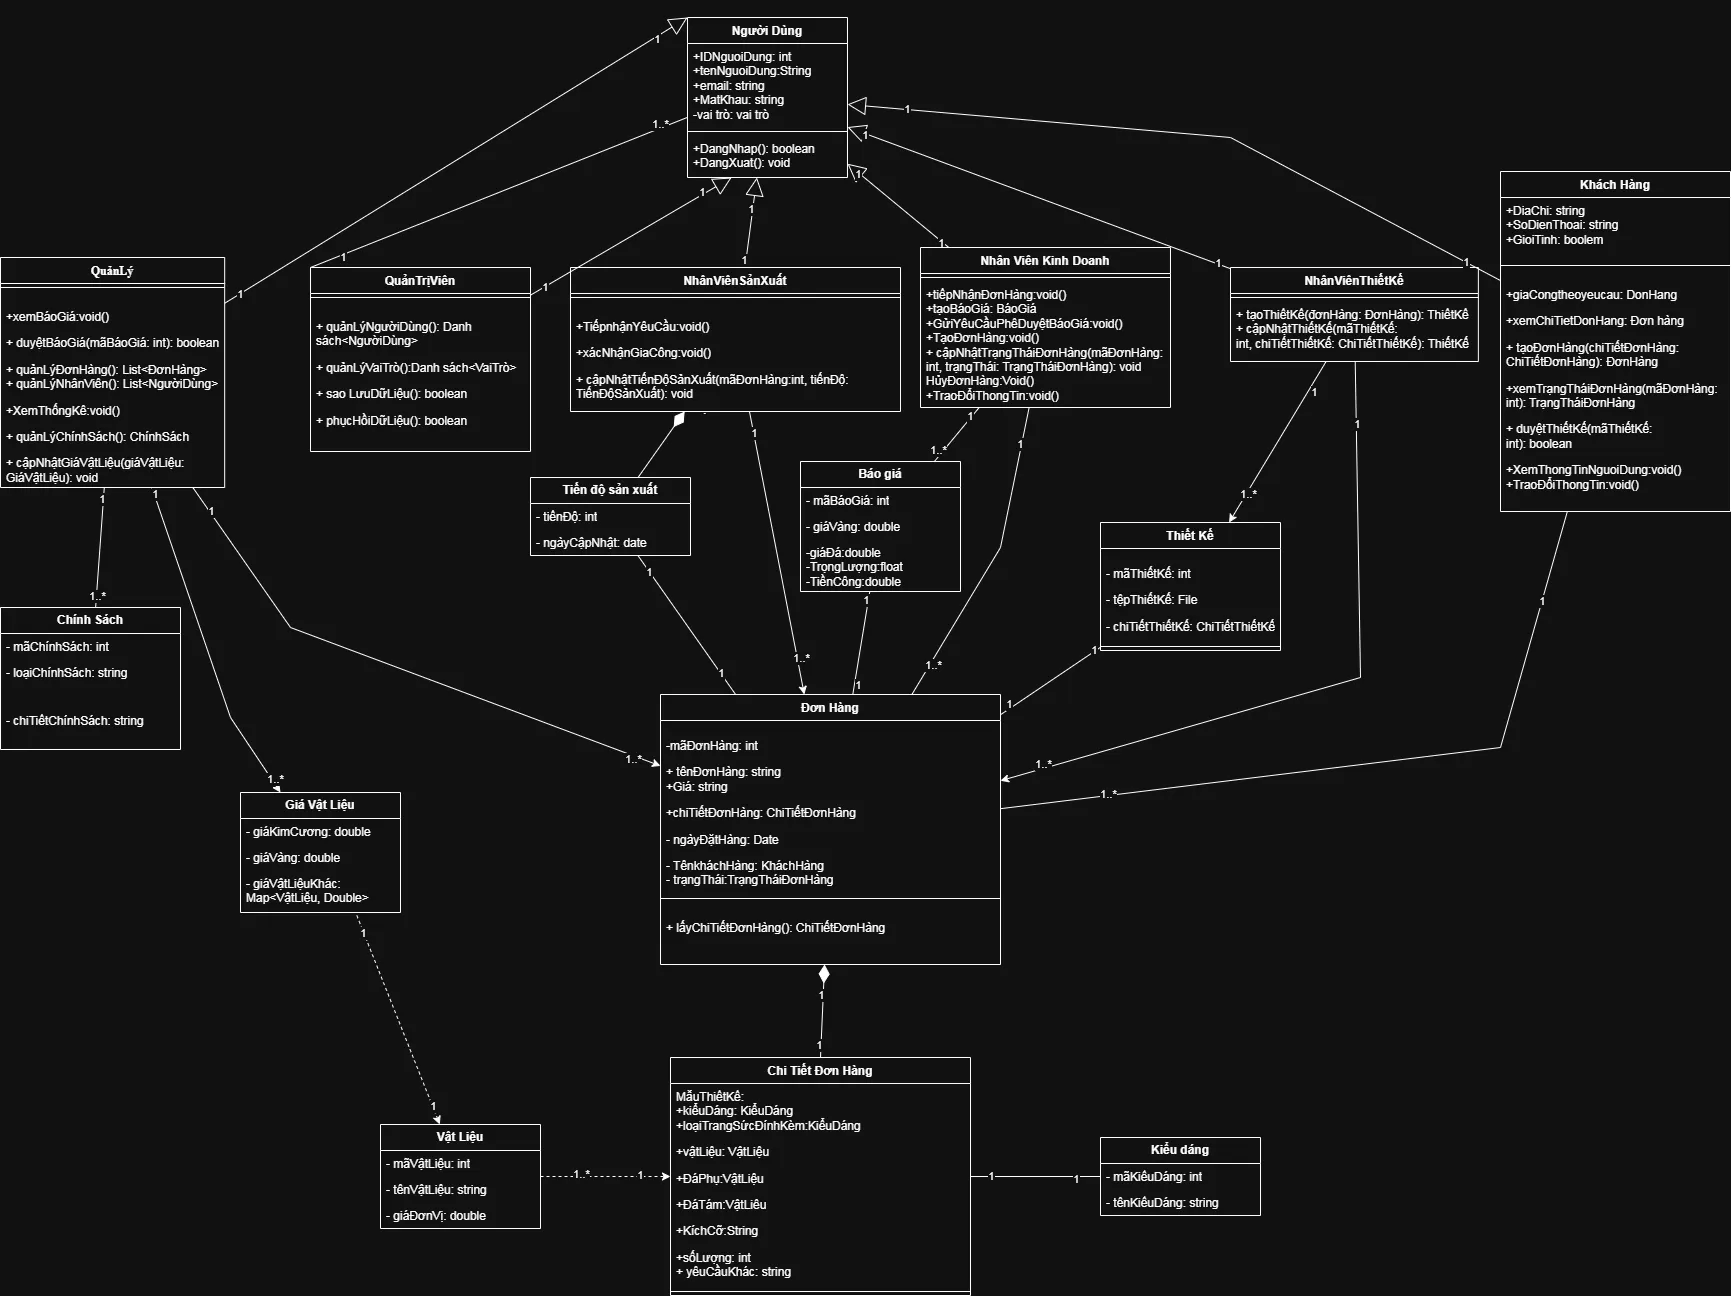 Người Dùng
+IDNguoiDung: int
+tenNguoiDung:String
+email: string
+MatKhau: string
-vai trò: vai trò
+DangNhap(): boolean
+DangXuat(): void
1
1..*
1
1
1
1
1
1
1
1
1
1
1
1
1
Khách Hàng
+DiaChi: string
+SoDienThoai: string
+GioiTinh: boolem
+giaCongtheoyeucau: DonHang
+xemChiTietDonHang: Đơn hàng
+ tạoĐơnHàng(chiTiếtĐơnHàng:
ChiTiếtĐơnHàng): ĐơnHàng
+xemTrạngTháiĐơnHàng(mãĐơnHàng:
int): TrạngTháiĐơnHàng
+ duyệtThiếtKế(mãThiếtKế:
int): boolean
+XemThongTinNguoiDung:void()
+TraoĐổiThongTin:void()
QuảnLý
+xemBáoGiá:void()
+ duyệtBáoGiá(mãBáoGiá: int): boolean
+ quảnLýĐơnHàng(): List<ĐơnHàng>
+ quảnLýNhânViên(): List<NgườiDùng>
+XemThốngKê:void()
+ quảnLýChínhSách(): ChínhSách
+ cậpNhậtGiáVậtLiệu(giáVậtLiệu:
GiáVậtLiệu): void
QuảnTrịViên
+ quảnLýNgườiDùng(): Danh
sách<NgườiDùng>
+ quảnLýVaiTrò():Danh sách<VaiTrò>
+ sao LưuDữLiệu(): boolean
+ phụcHồiDữLiệu(): boolean
NhânViênSảnXuất
+TiếpnhậnYêuCầu:void()
+xácNhậnGiaCông:void()
+ cậpNhậtTiếnĐộSảnXuất(mãĐơnHàng:int, tiếnĐộ:
TiếnĐộSảnXuất): void
Nhân Viên Kinh Doanh
+tiếpNhậnĐơnHàng:void()
+tạoBáoGiá: BáoGiá
+GửiYêuCầuPhêDuyệtBáoGiá:void()
+TạoĐơnHàng:void()
+ cậpNhậtTrạngTháiĐơnHàng(mãĐơnHàng:
int, trạngThái: TrạngTháiĐơnHàng): void
HủyĐơnHàng:Void()
+TraoĐổiThongTin:void()
NhânViênThiếtKế
+ tạoThiếtKế(đơnHàng: ĐơnHàng): ThiếtKế
+ cậpNhậtThiếtKế(mãThiếtKế:
int, chiTiếtThiếtKế: ChiTiếtThiếtKế): ThiếtKế
1
1
1
1
1
1
1
1
1..*
1..*
Tiến độ sản xuất
- tiếnĐộ: int
- ngàyCậpNhật: date
Báo giá
- mãBáoGiá: int
- giáVàng: double
-giáĐá:double
-TrọngLượng:float
-TiềnCông:double
Thiết Kế
- mãThiếtKế: int
- tệpThiếtKế: File
- chiTiếtThiếtKế: ChiTiếtThiếtKế
1..*
1
1
1
1
1..*
1
1
1..*
1
Chính Sách
- mãChínhSách: int
- loạiChínhSách: string
- chiTiếtChínhSách: string
Đơn Hàng
-mãĐơnHàng: int
+ tênĐơnHàng: string
+Giá: string
+chiTiếtĐơnHàng: ChiTiếtĐơnHàng
- ngàyĐặtHàng: Date
- TênkháchHàng: KháchHàng
- trạngThái:TrạngTháiĐơnHàng
+ lấyChiTiếtĐơnHàng(): ChiTiếtĐơnHàng
1..*
1..*
1..*
1..*
Giá Vật Liệu
- giáKimCương: double
- giáVàng: double
- giáVậtLiệuKhác:
Map<VậtLiệu, Double>
1
1
1
1
Vật Liệu
- mãVậtLiệu: int
- tênVậtLiệu: string
- giáĐơnVị: double
1..*
1
Chi Tiết Đơn Hàng
MẫuThiếtKế:
+kiểuDáng: KiểuDáng
+loạiTrangSứcĐínhKèm:KiểuDáng
+vậtLiệu: VậtLiệu
+ĐáPhụ:VậtLiệu
+ĐáTám:VậtLiêu
+KíchCỡ:String
+sốLượng: int
+ yêuCầuKhác: string
1
1
Kiểu dáng
- mãKiểuDáng: int
- tênKiểuDáng: string